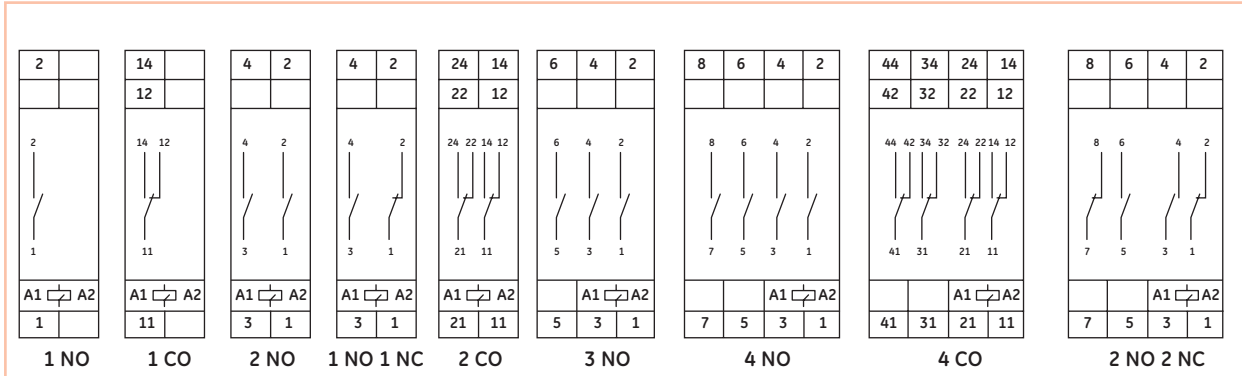 2
2
1
A1 A2
1
1 NO
14
12
14 12
11
A1 A2
11
1 CO
4 2
4 2
3 1
A1 A2
3 1
2 NO
4 2
4 2
3 1
A1 A2
3 1
1 NO 1 NC
24 14
22 12
24 22 14 12
21 11
A1 A2
21 11
2 CO
6 4 2
6 4 2
5 3 1
A1 A2
5 3 1
3 NO
8 6 4 2
8 6 4 2
7 5 3 1
A1 A2
7 5 3 1
4 NO
44 34 24 14
42 32 22 12
44 42 34 32 24 22 14 12
41 31 21 11
A1 A2
41 31 21 11
4 CO
8 6 4 2
8 6 4 2
7 5 3 1
A1 A2
7 5 3 1
2 NO 2 NC